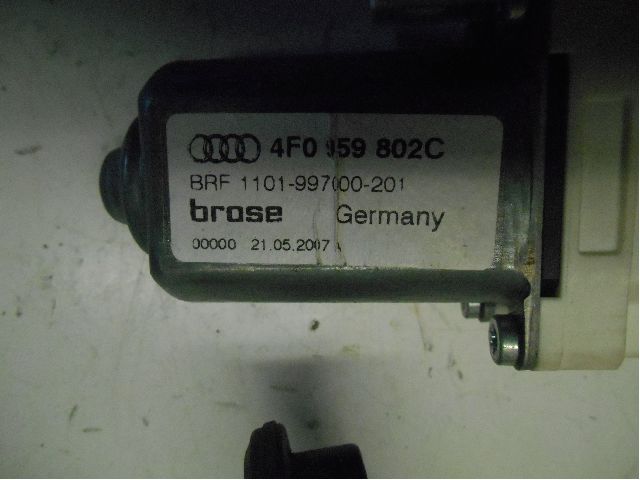 4F0 959 802C
BRF 1101-997000-201
brose Germany
00000 21.05.2007